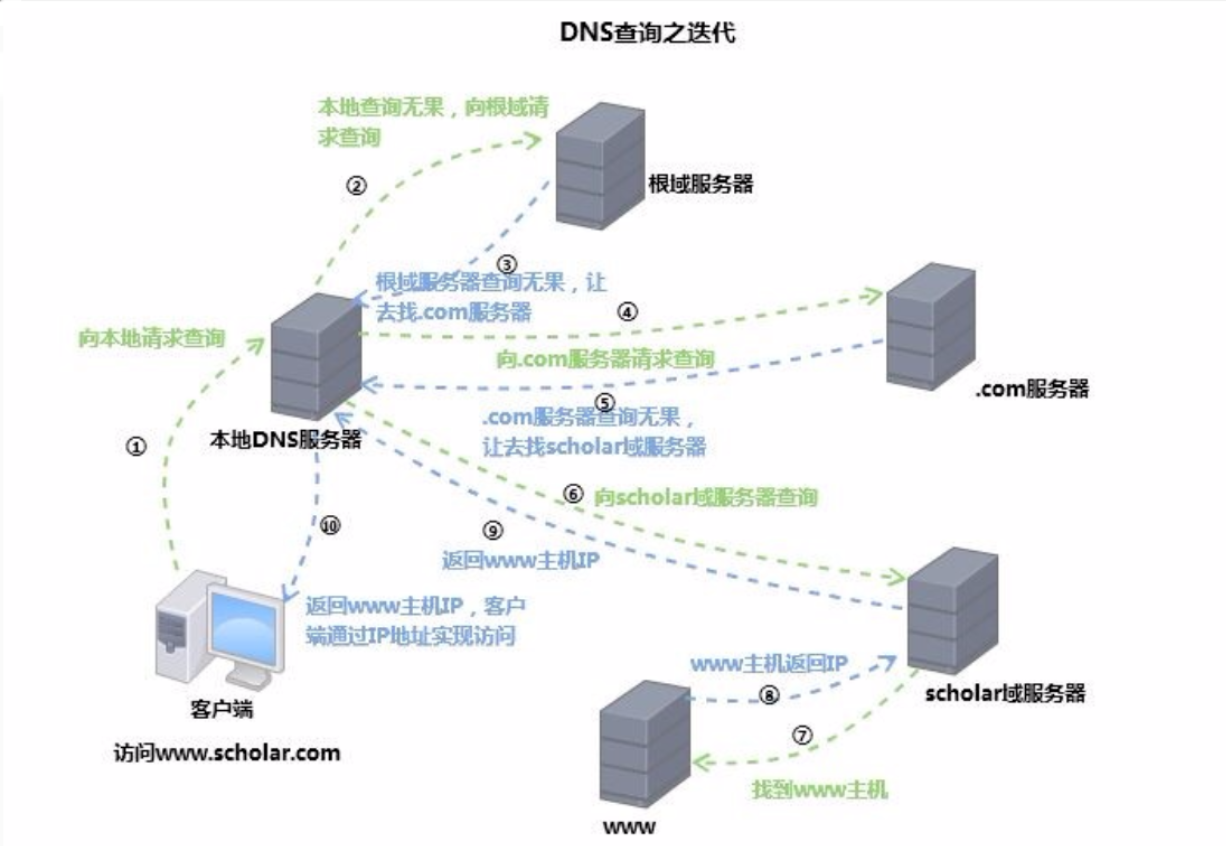 DNS查询之迭代
本地查询无果，向根域请
求查询
②
根域服务器
③
根域服务器查询无果，让
去找.com服务器
④
向本地请求查询
向.com服务器请求查询
.com服务器
⑤
.com服务器查询无果，
让去找scholar域服务器
本地DNS服务器
①
⑥
向scholar域服务器查询
⑩
⑨
返回www主机IP
返回www主机IP，客户
端通过IP地址实现访问
www主机返回IP
⑧
scholar域服务器
客户端
⑦
访问www.scholar.com
找到www主机
www